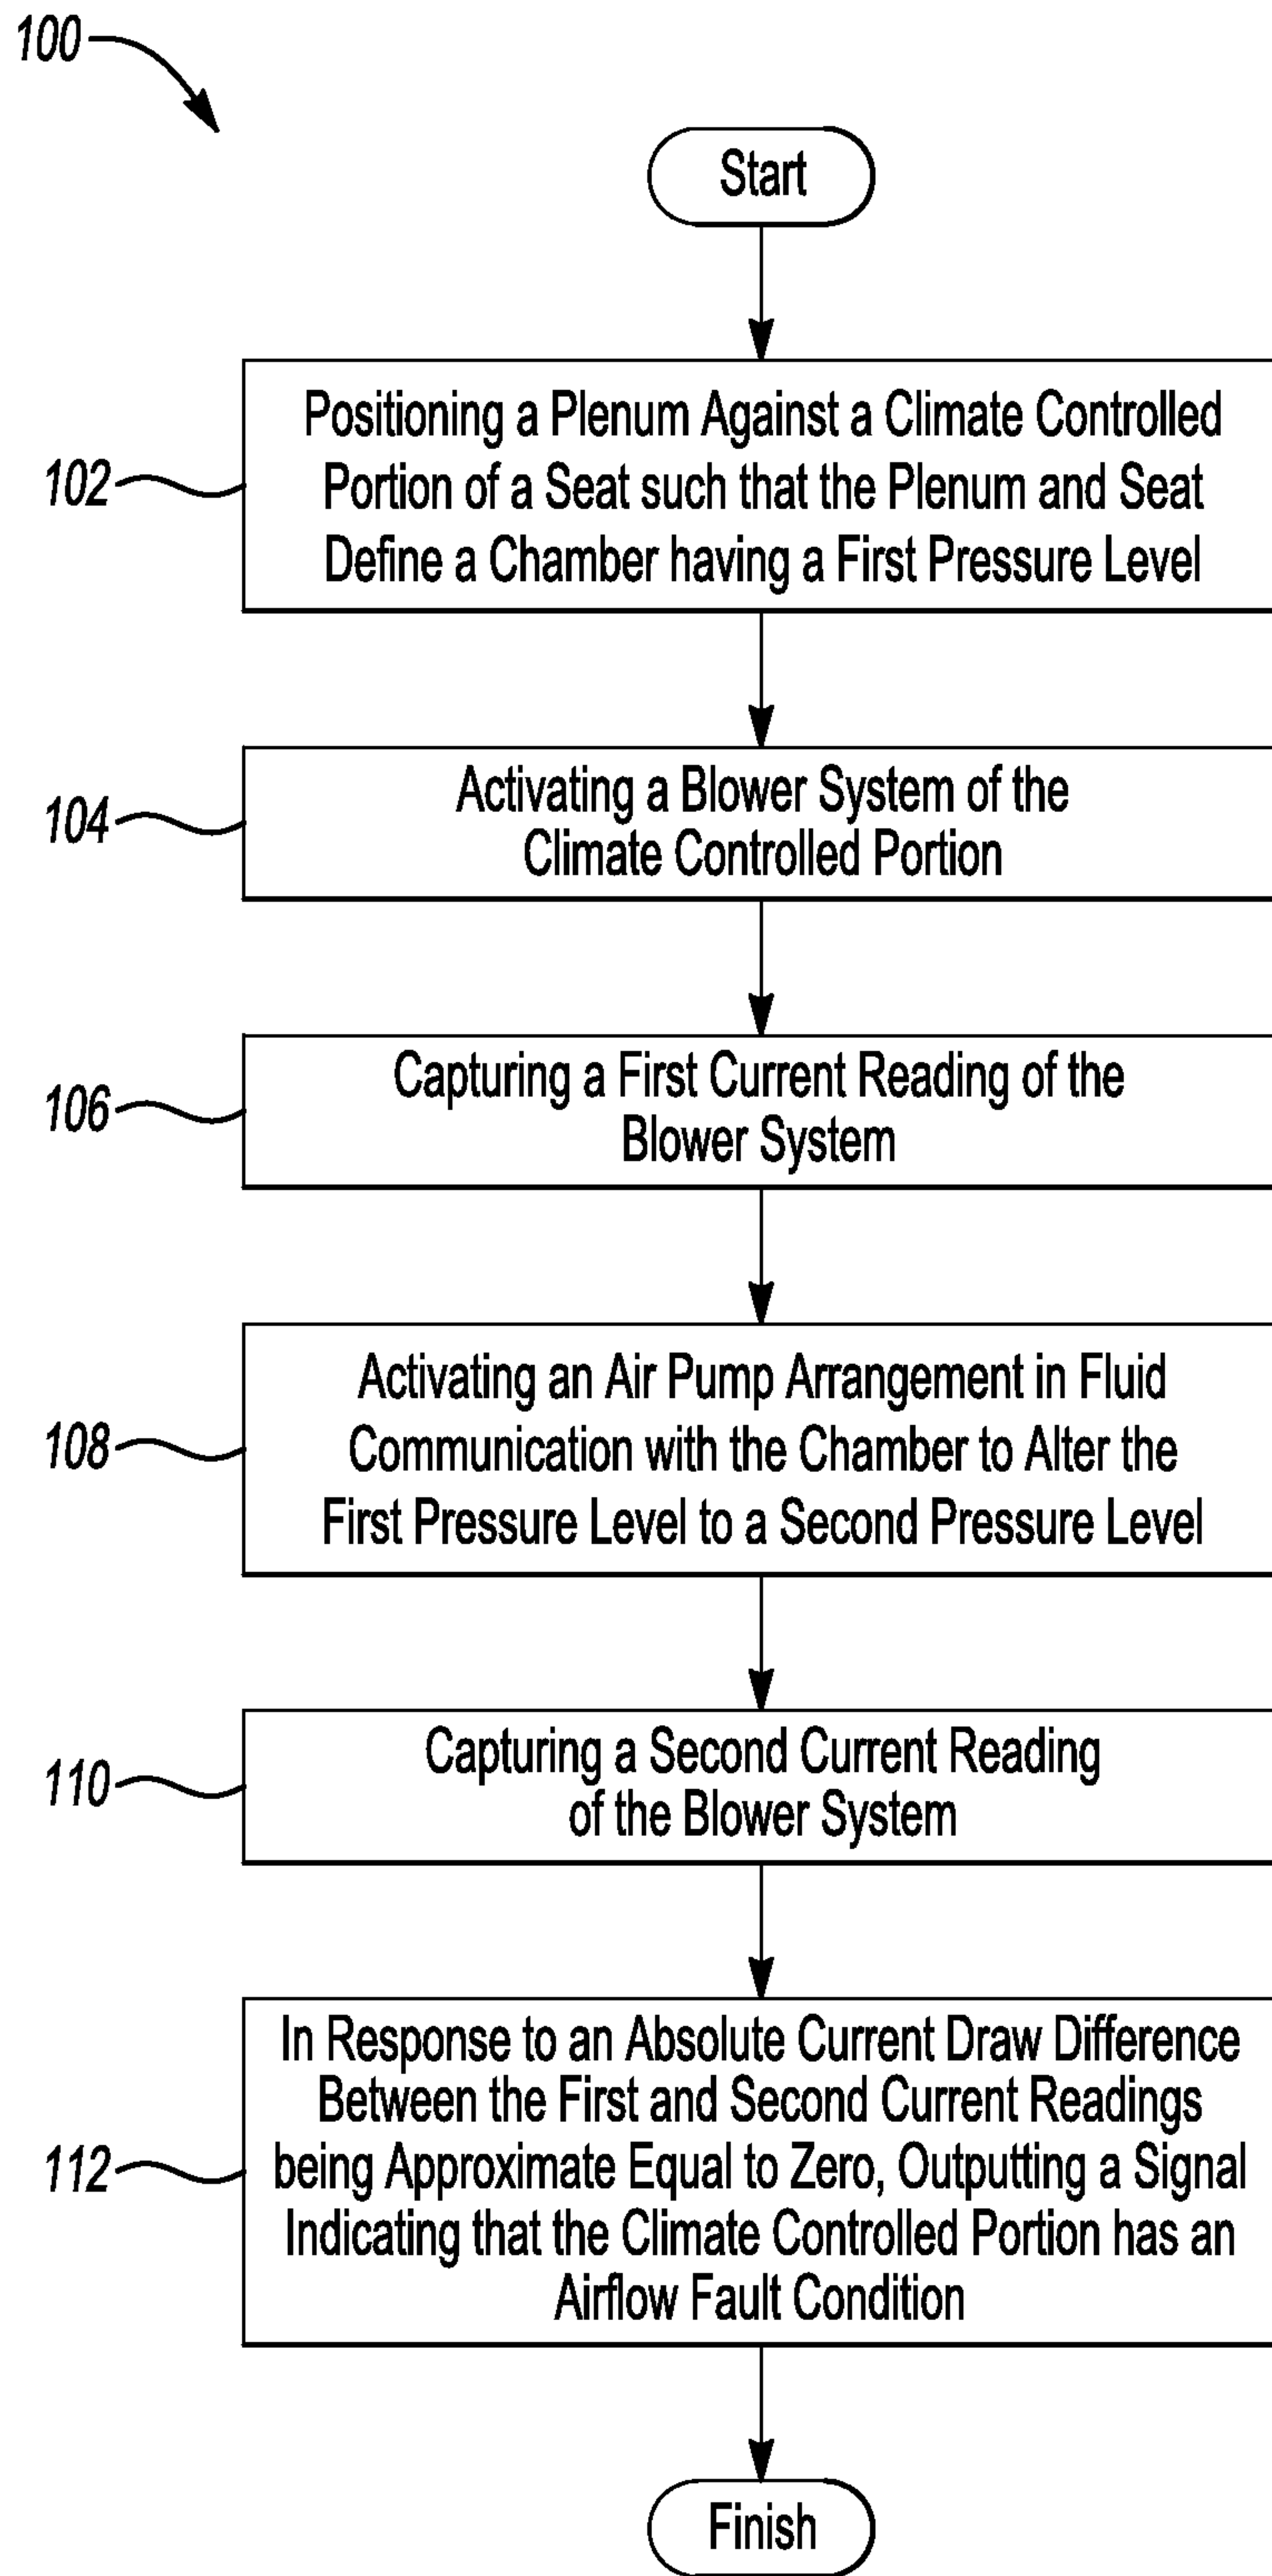 100
Start
102
Positioning a Plenum Against a Climate Controlled
Portion of a Seat such that the Plenum and Seat
Define a Chamber having a First Pressure Level
104
Activating a Blower System of the
Climate Controlled Portion
106
Capturing a First Current Reading of the
Blower System
108
Activating an Air Pump Arrangement in Fluid
Communication with the Chamber to Alter the
First Pressure Level to a Second Pressure Level
110
Capturing a Second Current Reading
of the Blower System
112
In Response to an Absolute Current Draw Difference
Between the First and Second Current Readings
being Approximate Equal to Zero, Outputting a Signal
Indicating that the Climate Controlled Portion has an
Airflow Fault Condition
Finish